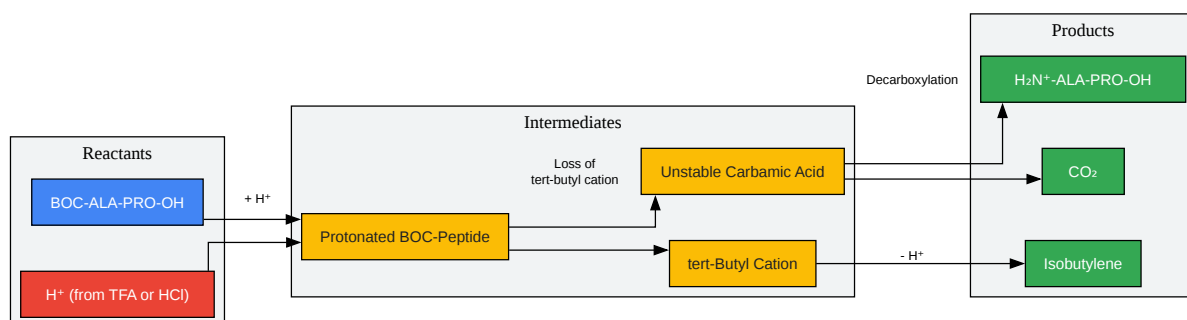 Reactants
BOC-ALA-PRO-OH
H⁺ (from TFA or HCl)
+ H⁺
Intermediates
Protonated BOC-Peptide
Loss of
tert-butyl cation
Unstable Carbamic Acid
tert-Butyl Cation
Decarboxylation
- H⁺
Products
H₂N⁺-ALA-PRO-OH
CO₂
Isobutylene